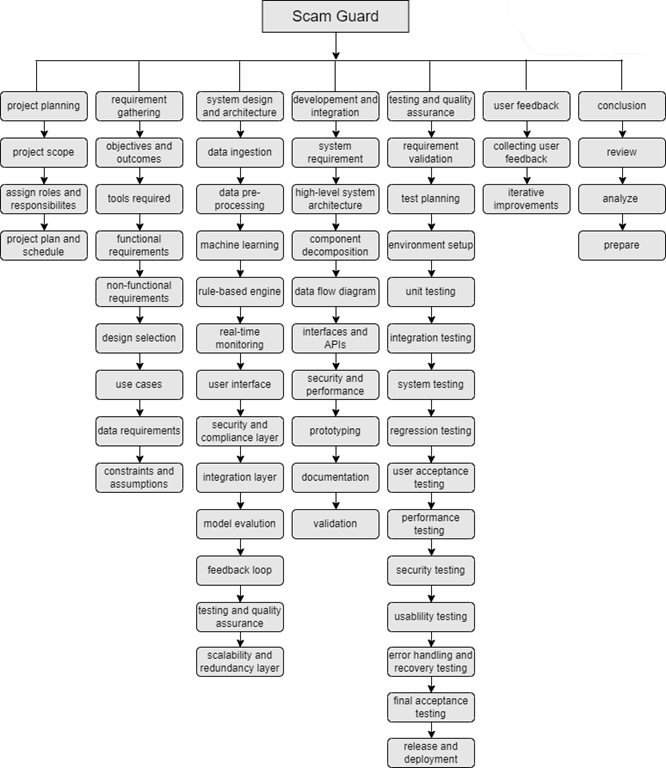 Scam Guard
project planning
project scope
assign roles and
responsibilites
project plan and
schedule
requirement
gathering
objectives and
outcomes
tools required
functional
requirements
non-functional
requirements
design selection
use cases
data requirements
constraints and
assumptions
system design
and architecture
data ingestion
data pre-
processing
machine learning
rule-based engine
real-time
monitoring
user interface
security and
compliance layer
integration layer
model evalution
feedback loop
testing and quality
assurance
scalability and
redundancy layer
developement and
integration
system
requirement
high-level system
architecture
component
decomposition
data flow diagram
interfaces and
APIs
security and
performance
prototyping
documentation
validation
testing and quality
assurance
requirement
validation
test planning
environment setup
unit testing
integration testing
system testing
regression testing
user acceptance
testing
performance
testing
security testing
usablility testing
error handling and
recovery testing
final acceptance
testing
release and
deployment
user feedback
collecting user
feedback
iterative
improvements
conclusion
review
analyze
prepare